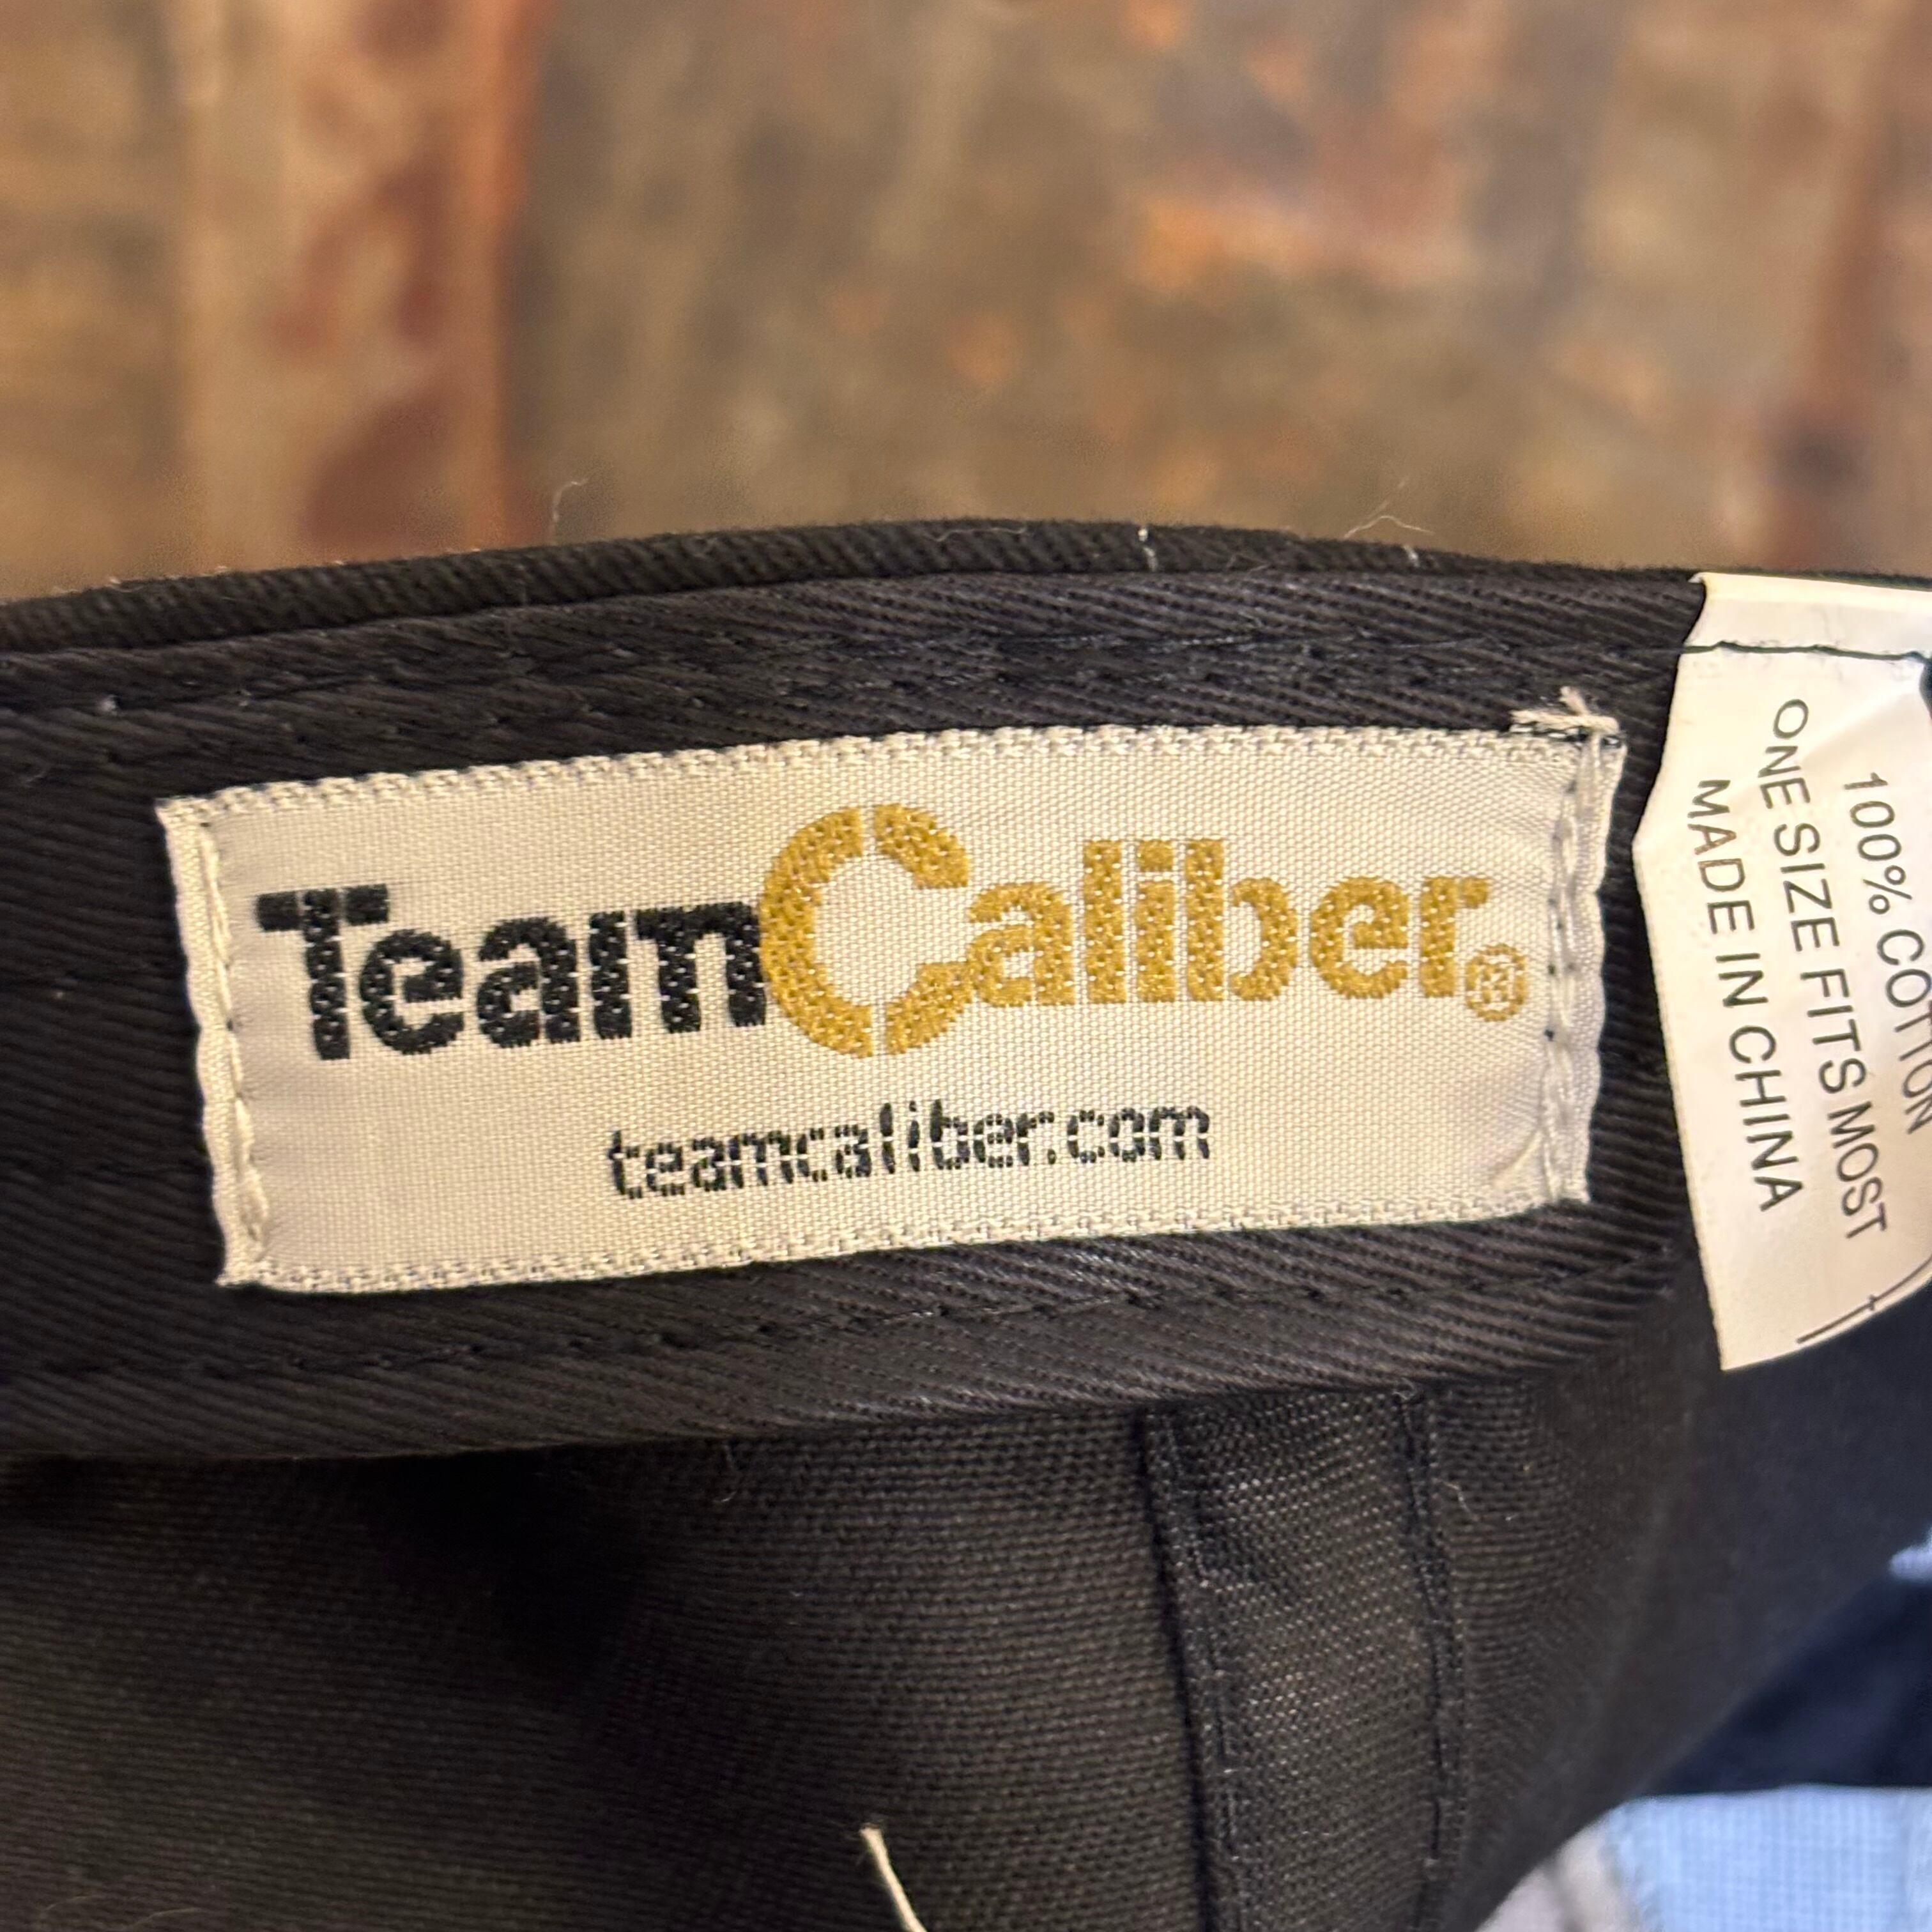 TeamCaliber®
teamcaliber.com
100% COTTON
ONE SIZE FITS MOST
MADE IN CHINA